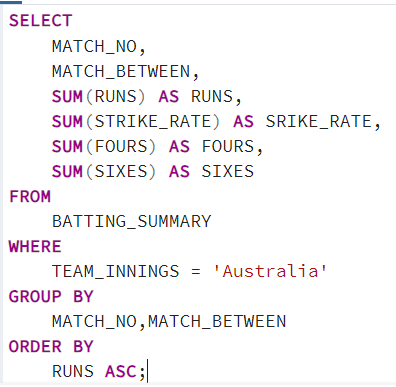 SELECT
MATCH_NO,
MATCH_BETWEEN,
SUM(RUNS) AS RUNS,
SUM(STRIKE_RATE) AS SRIKE_RATE,
SUM(FOURS) AS FOURS,
SUM(SIXES) AS SIXES
FROM
BATTING_SUMMARY
WHERE
TEAM_INNINGS = 'Australia'
GROUP BY
MATCH_NO,MATCH_BETWEEN
ORDER BY
RUNS ASC;